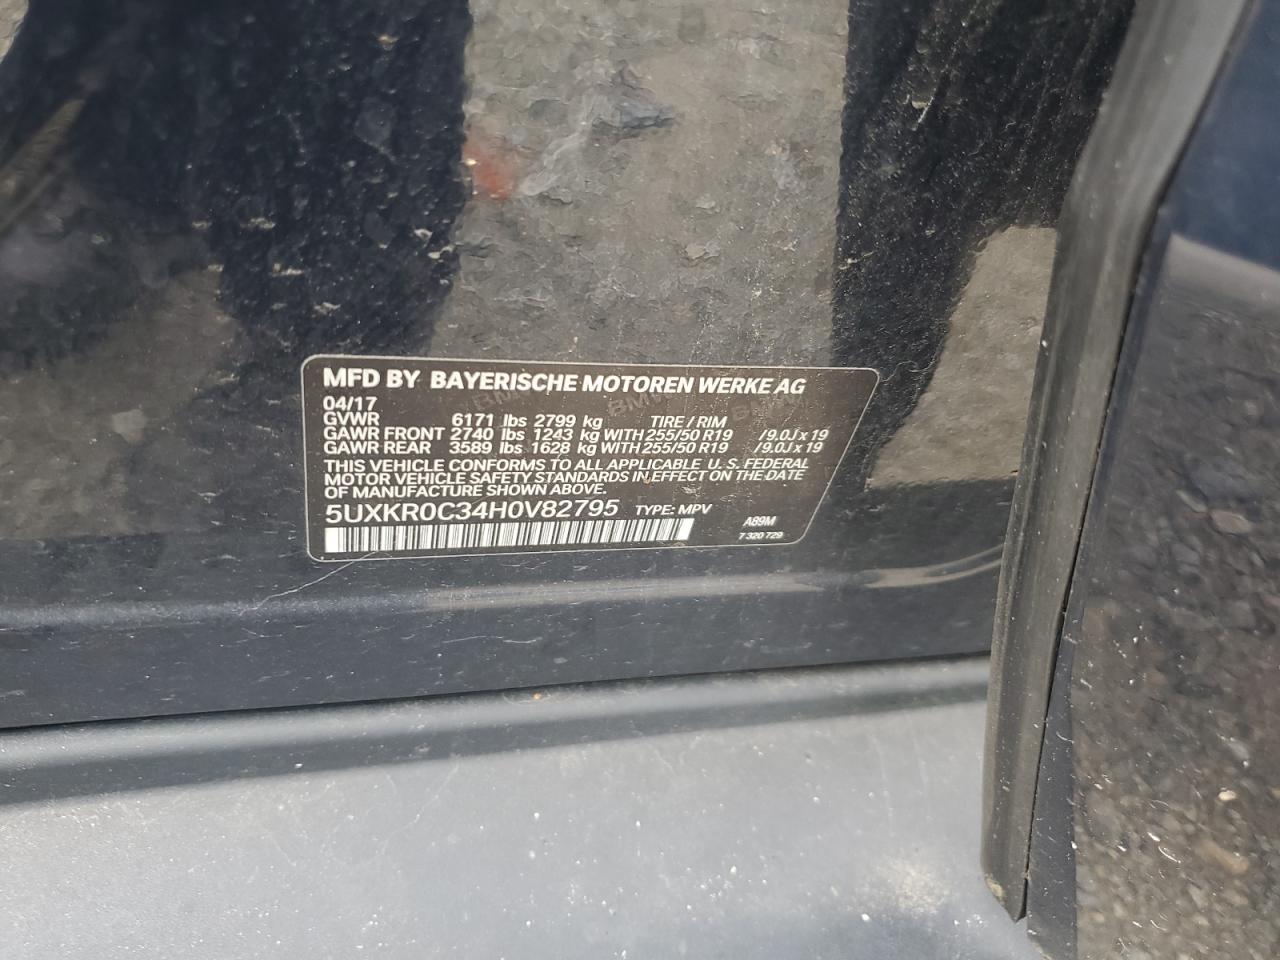 MFD BY BAYERISCHE MOTOREN WERKE AG
04/17
GVWR 6171 lbs 2799 kg TIRE / RIM
GAWR FRONT 2740 lbs 1243 kg WITH 255/50 R19 / 9.0J x 19
GAWR REAR 3589 lbs 1628 kg WITH 255/50 R19 / 9.0J x 19
THIS VEHICLE CONFORMS TO ALL APPLICABLE U. S. FEDERAL
MOTOR VEHICLE SAFETY STANDARDS IN EFFECT ON THE DATE
OF MANUFACTURE SHOWN ABOVE.
5UXKR0C34H0V82795 TYPE: MPV
A89M
7 320 729